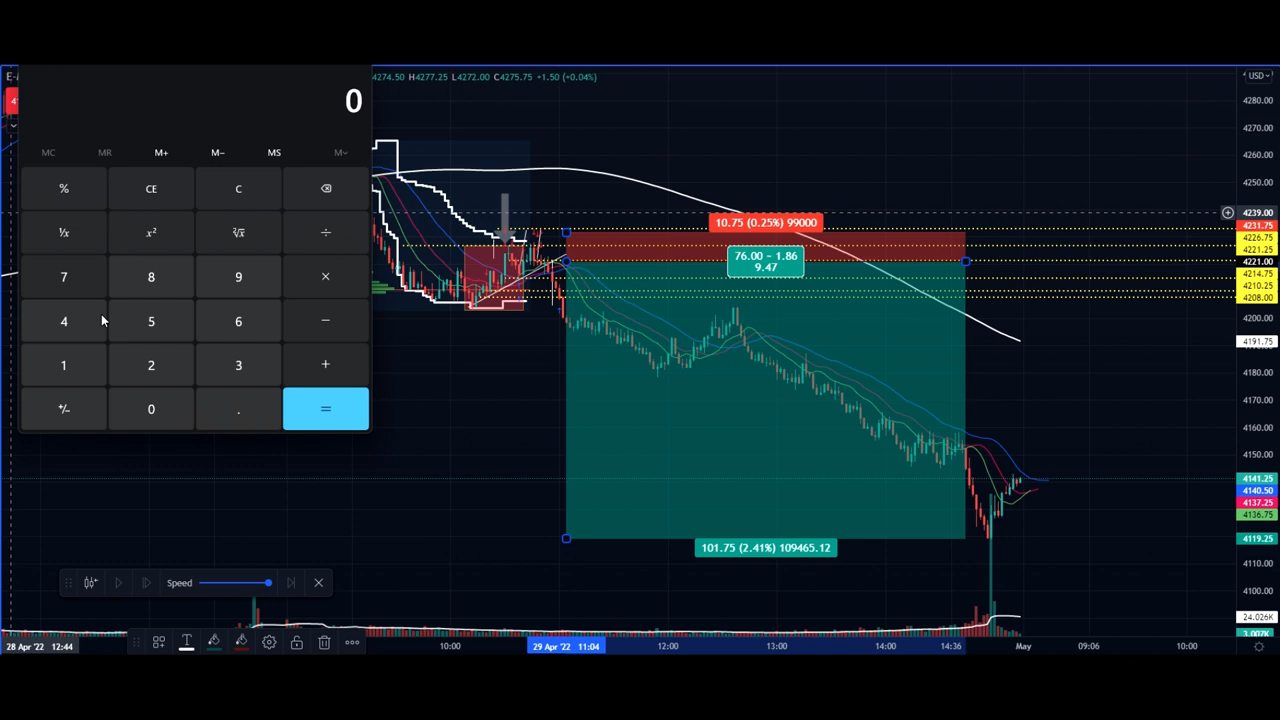 E-
4274.50 H4277.25 L4272.00 C4275.75 +1.50 (+0.04%)
USD
41
0
MC MR M+ M− MS M˅
% CE C ⌫
¹/x x² ²√x ÷
7 8 9 ×
4 5 6 −
1 2 3 +
+/− 0 . =
10.75 (0.25%) 99000
76.00 ~ 1.86
9.47
101.75 (2.41%) 109465.12
4280.00
4270.00
4260.00
4250.00
4239.00
4231.75
4226.75
4221.25
4221.00
4214.75
4210.25
4208.00
4200.00
4191.75
4180.00
4170.00
4160.00
4150.00
4141.25
4140.50
4137.25
4136.75
4119.25
4110.00
4100.00
24.026K
3.007K
Speed
T
28 Apr '22 12:44
10:00
29 Apr '22 11:04
12:00
13:00
14:00
14:36
May
09:06
10:00